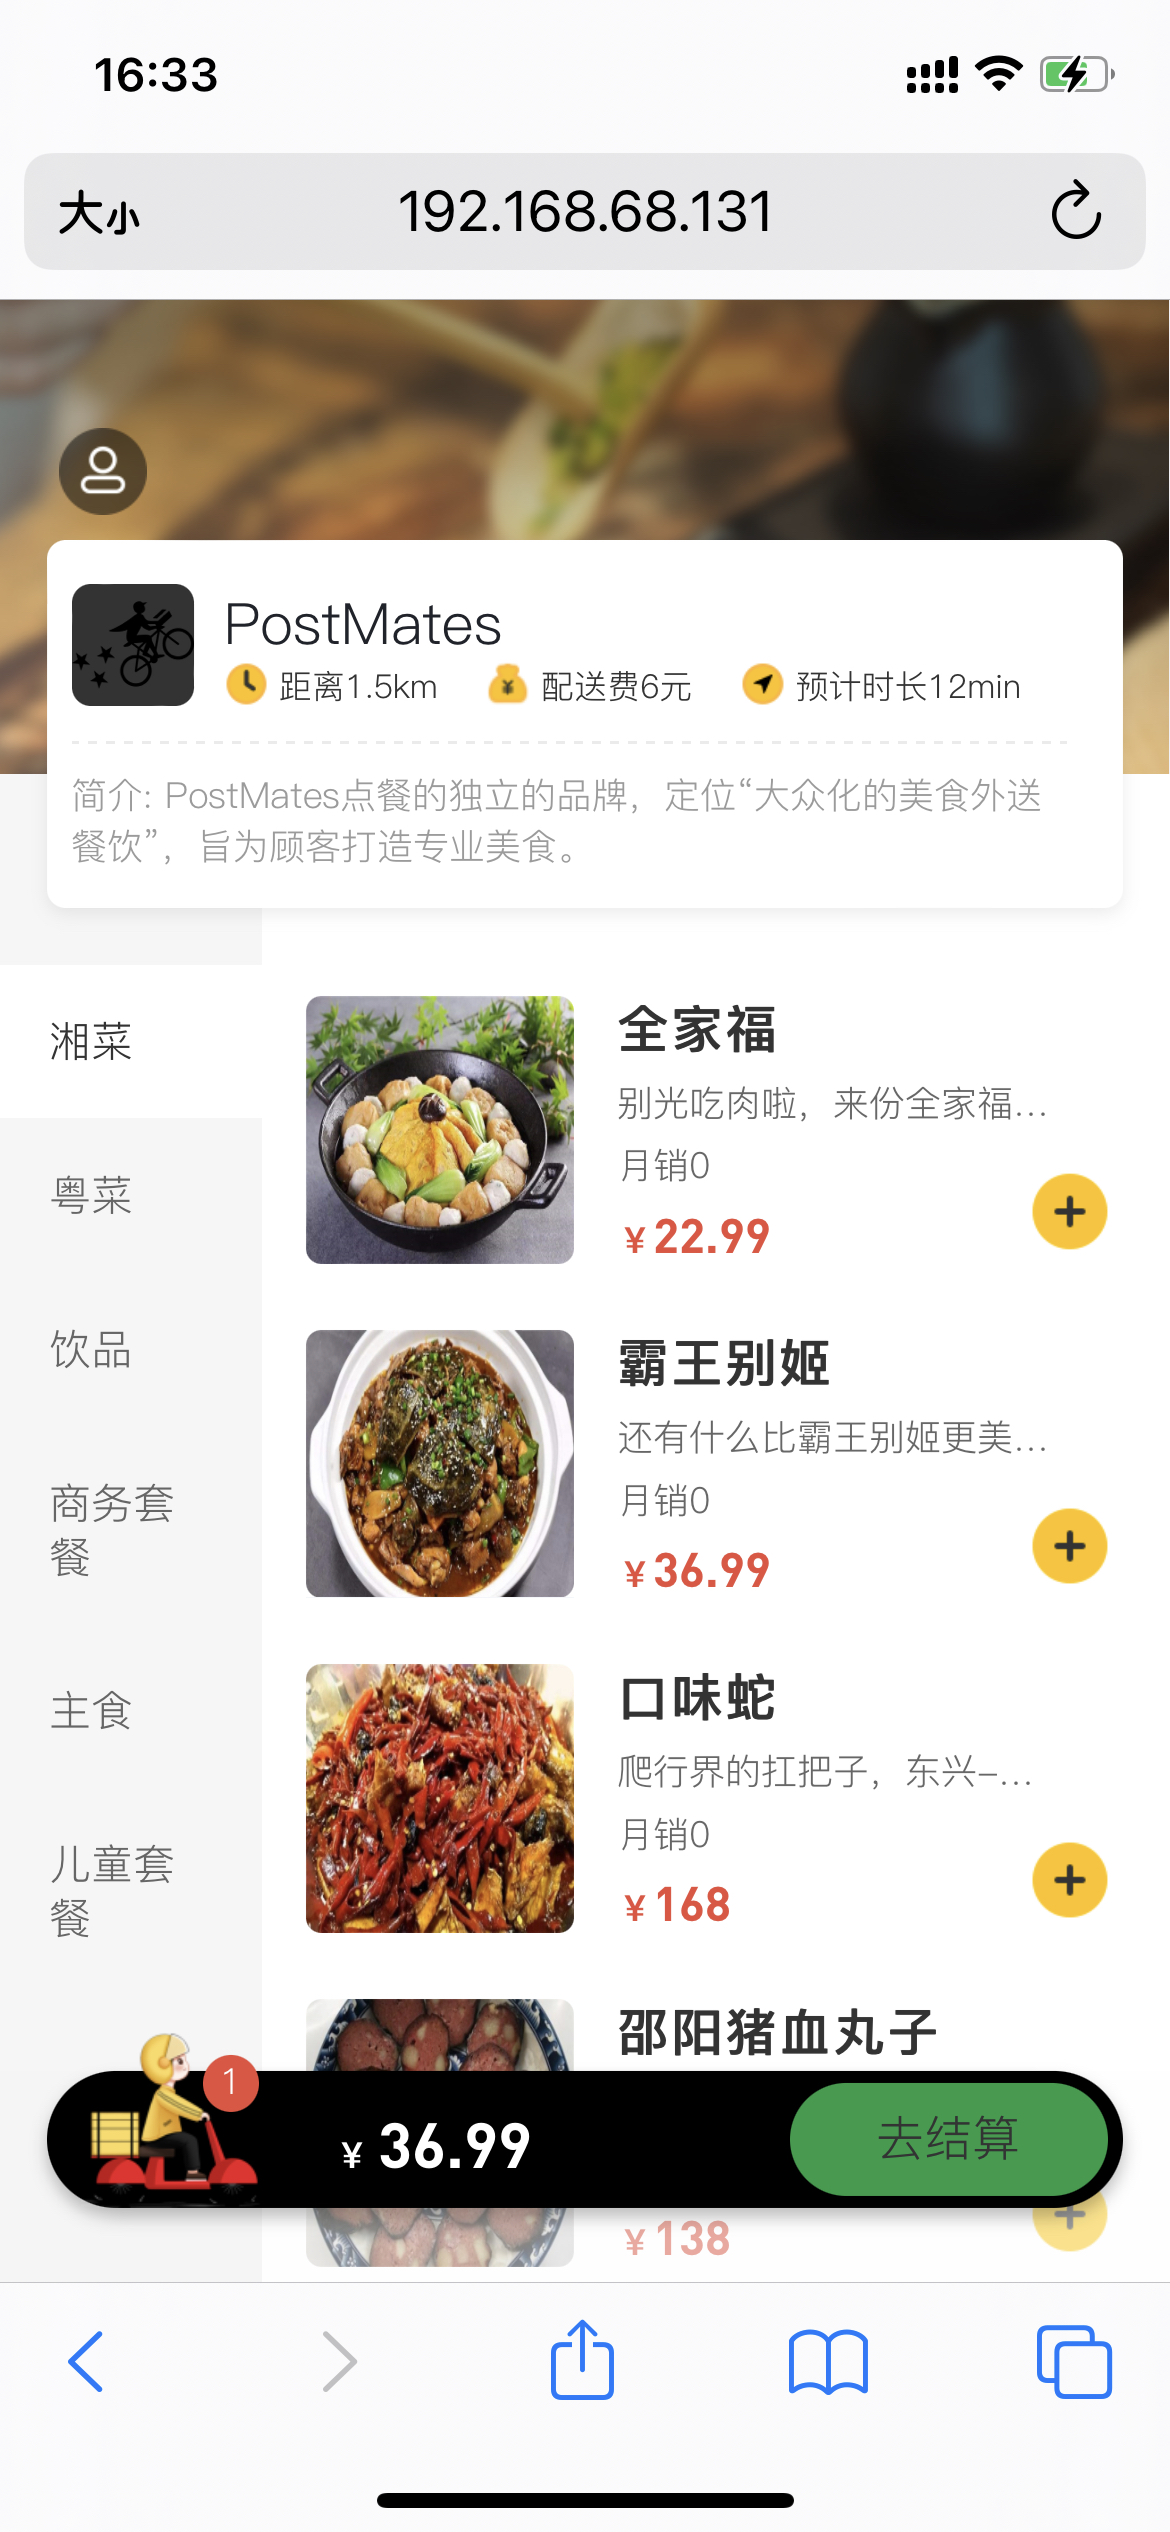 16:33
大小 192.168.68.131
PostMates
距离1.5km 配送费6元 预计时长12min
简介: PostMates点餐的独立的品牌，定位“大众化的美食外送
餐饮”，旨为顾客打造专业美食。
湘菜
粤菜
饮品
商务套
餐
主食
儿童套
餐
全家福
别光吃肉啦，来份全家福...
月销0
¥22.99
霸王别姬
还有什么比霸王别姬更美...
月销0
¥36.99
口味蛇
爬行界的扛把子，东兴-...
月销0
¥168
邵阳猪血丸子
1
¥36.99
去结算
¥138